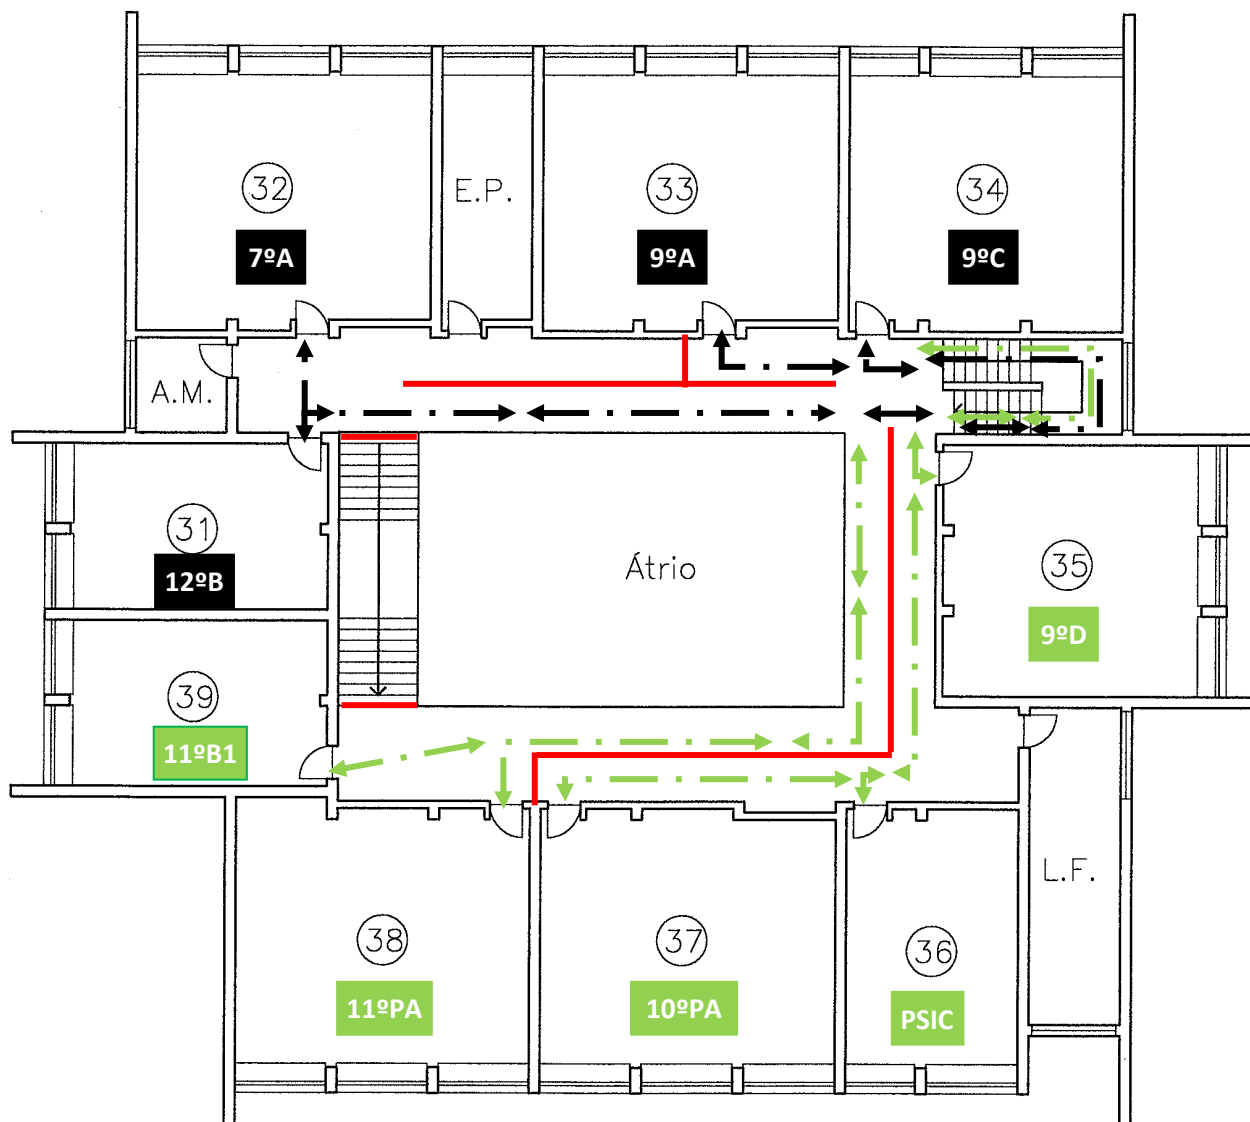 32
7ºA
E.P.
33
9ºA
34
9ºC
A.M.
31
12ºB
Átrio
35
9ºD
39
11ºB1
38
11ºPA
37
10ºPA
36
PSIC
L.F.